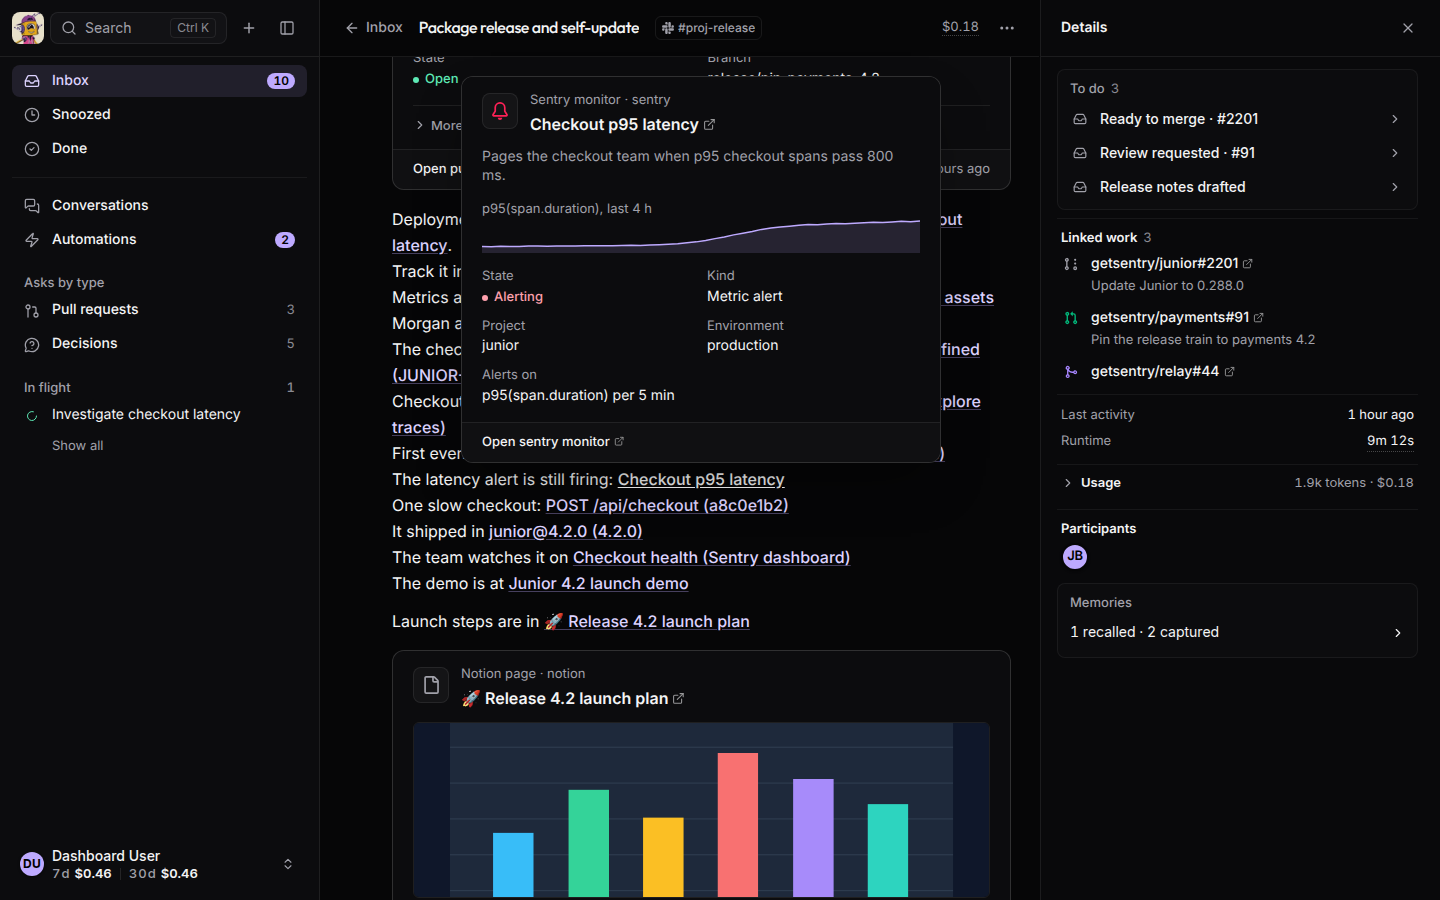 Search
Ctrl K
Inbox
10
Snoozed
Done
Conversations
Automations
2
Asks by type
Pull requests
3
Decisions
5
In flight
1
Investigate checkout latency
Show all
DU
Dashboard User
7d $0.46
30d $0.46
Inbox
Package release and self-update
#proj-release
$0.18
State
Branch
Open
More
Open pu
ours ago
Sentry monitor · sentry
Checkout p95 latency
Pages the checkout team when p95 checkout spans pass 800
ms.
p95(span.duration), last 4 h
State
Kind
Alerting
Metric alert
Project
Environment
junior
production
Alerts on
p95(span.duration) per 5 min
Open sentry monitor
Deployme
out
latency.
Track it in
Metrics a
assets
Morgan a
The chec
fined
(JUNIOR-
Checkout
plore
traces)
First even
The latency alert is still firing: Checkout p95 latency
One slow checkout: POST /api/checkout (a8c0e1b2)
It shipped in junior@4.2.0 (4.2.0)
The team watches it on Checkout health (Sentry dashboard)
The demo is at Junior 4.2 launch demo
Launch steps are in 🚀 Release 4.2 launch plan
Notion page · notion
🚀 Release 4.2 launch plan
Details
To do 3
Ready to merge · #2201
Review requested · #91
Release notes drafted
Linked work 3
getsentry/junior#2201
Update Junior to 0.288.0
getsentry/payments#91
Pin the release train to payments 4.2
getsentry/relay#44
Last activity
1 hour ago
Runtime
9m 12s
Usage
1.9k tokens · $0.18
Participants
JB
Memories
1 recalled · 2 captured